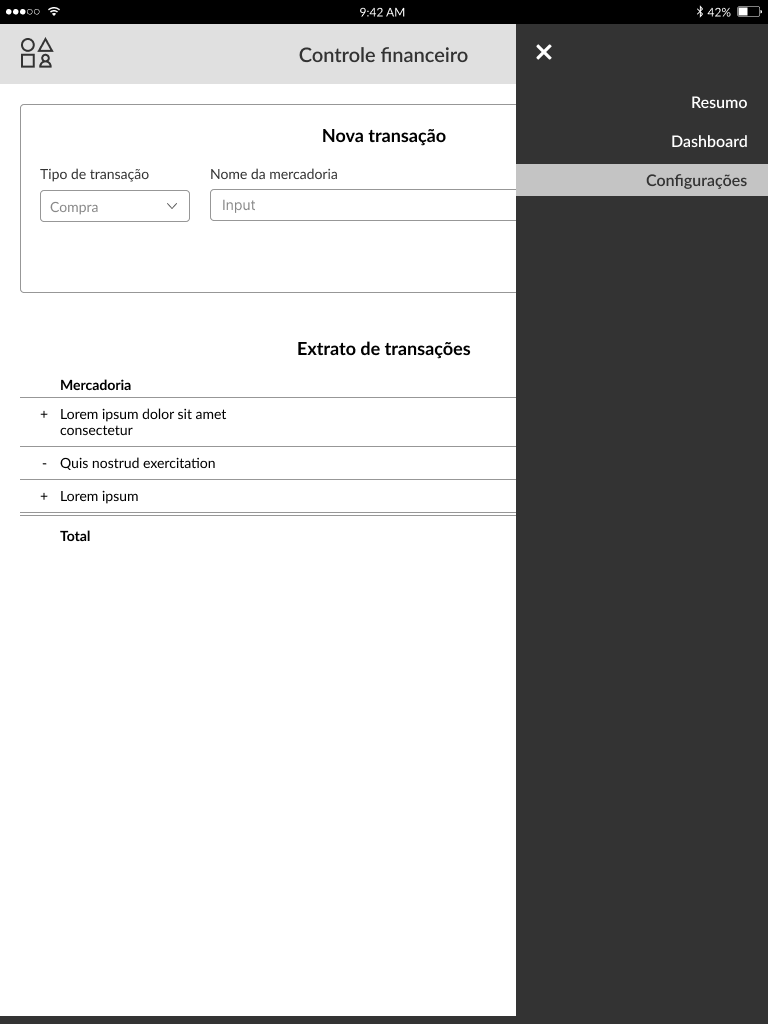 9:42 AM
42%
Controle financeiro
Resumo
Dashboard
Configurações
Nova transação
Tipo de transação
Nome da mercadoria
Compra
Input
Extrato de transações
Mercadoria
+ Lorem ipsum dolor sit amet
consectetur
- Quis nostrud exercitation
+ Lorem ipsum
Total